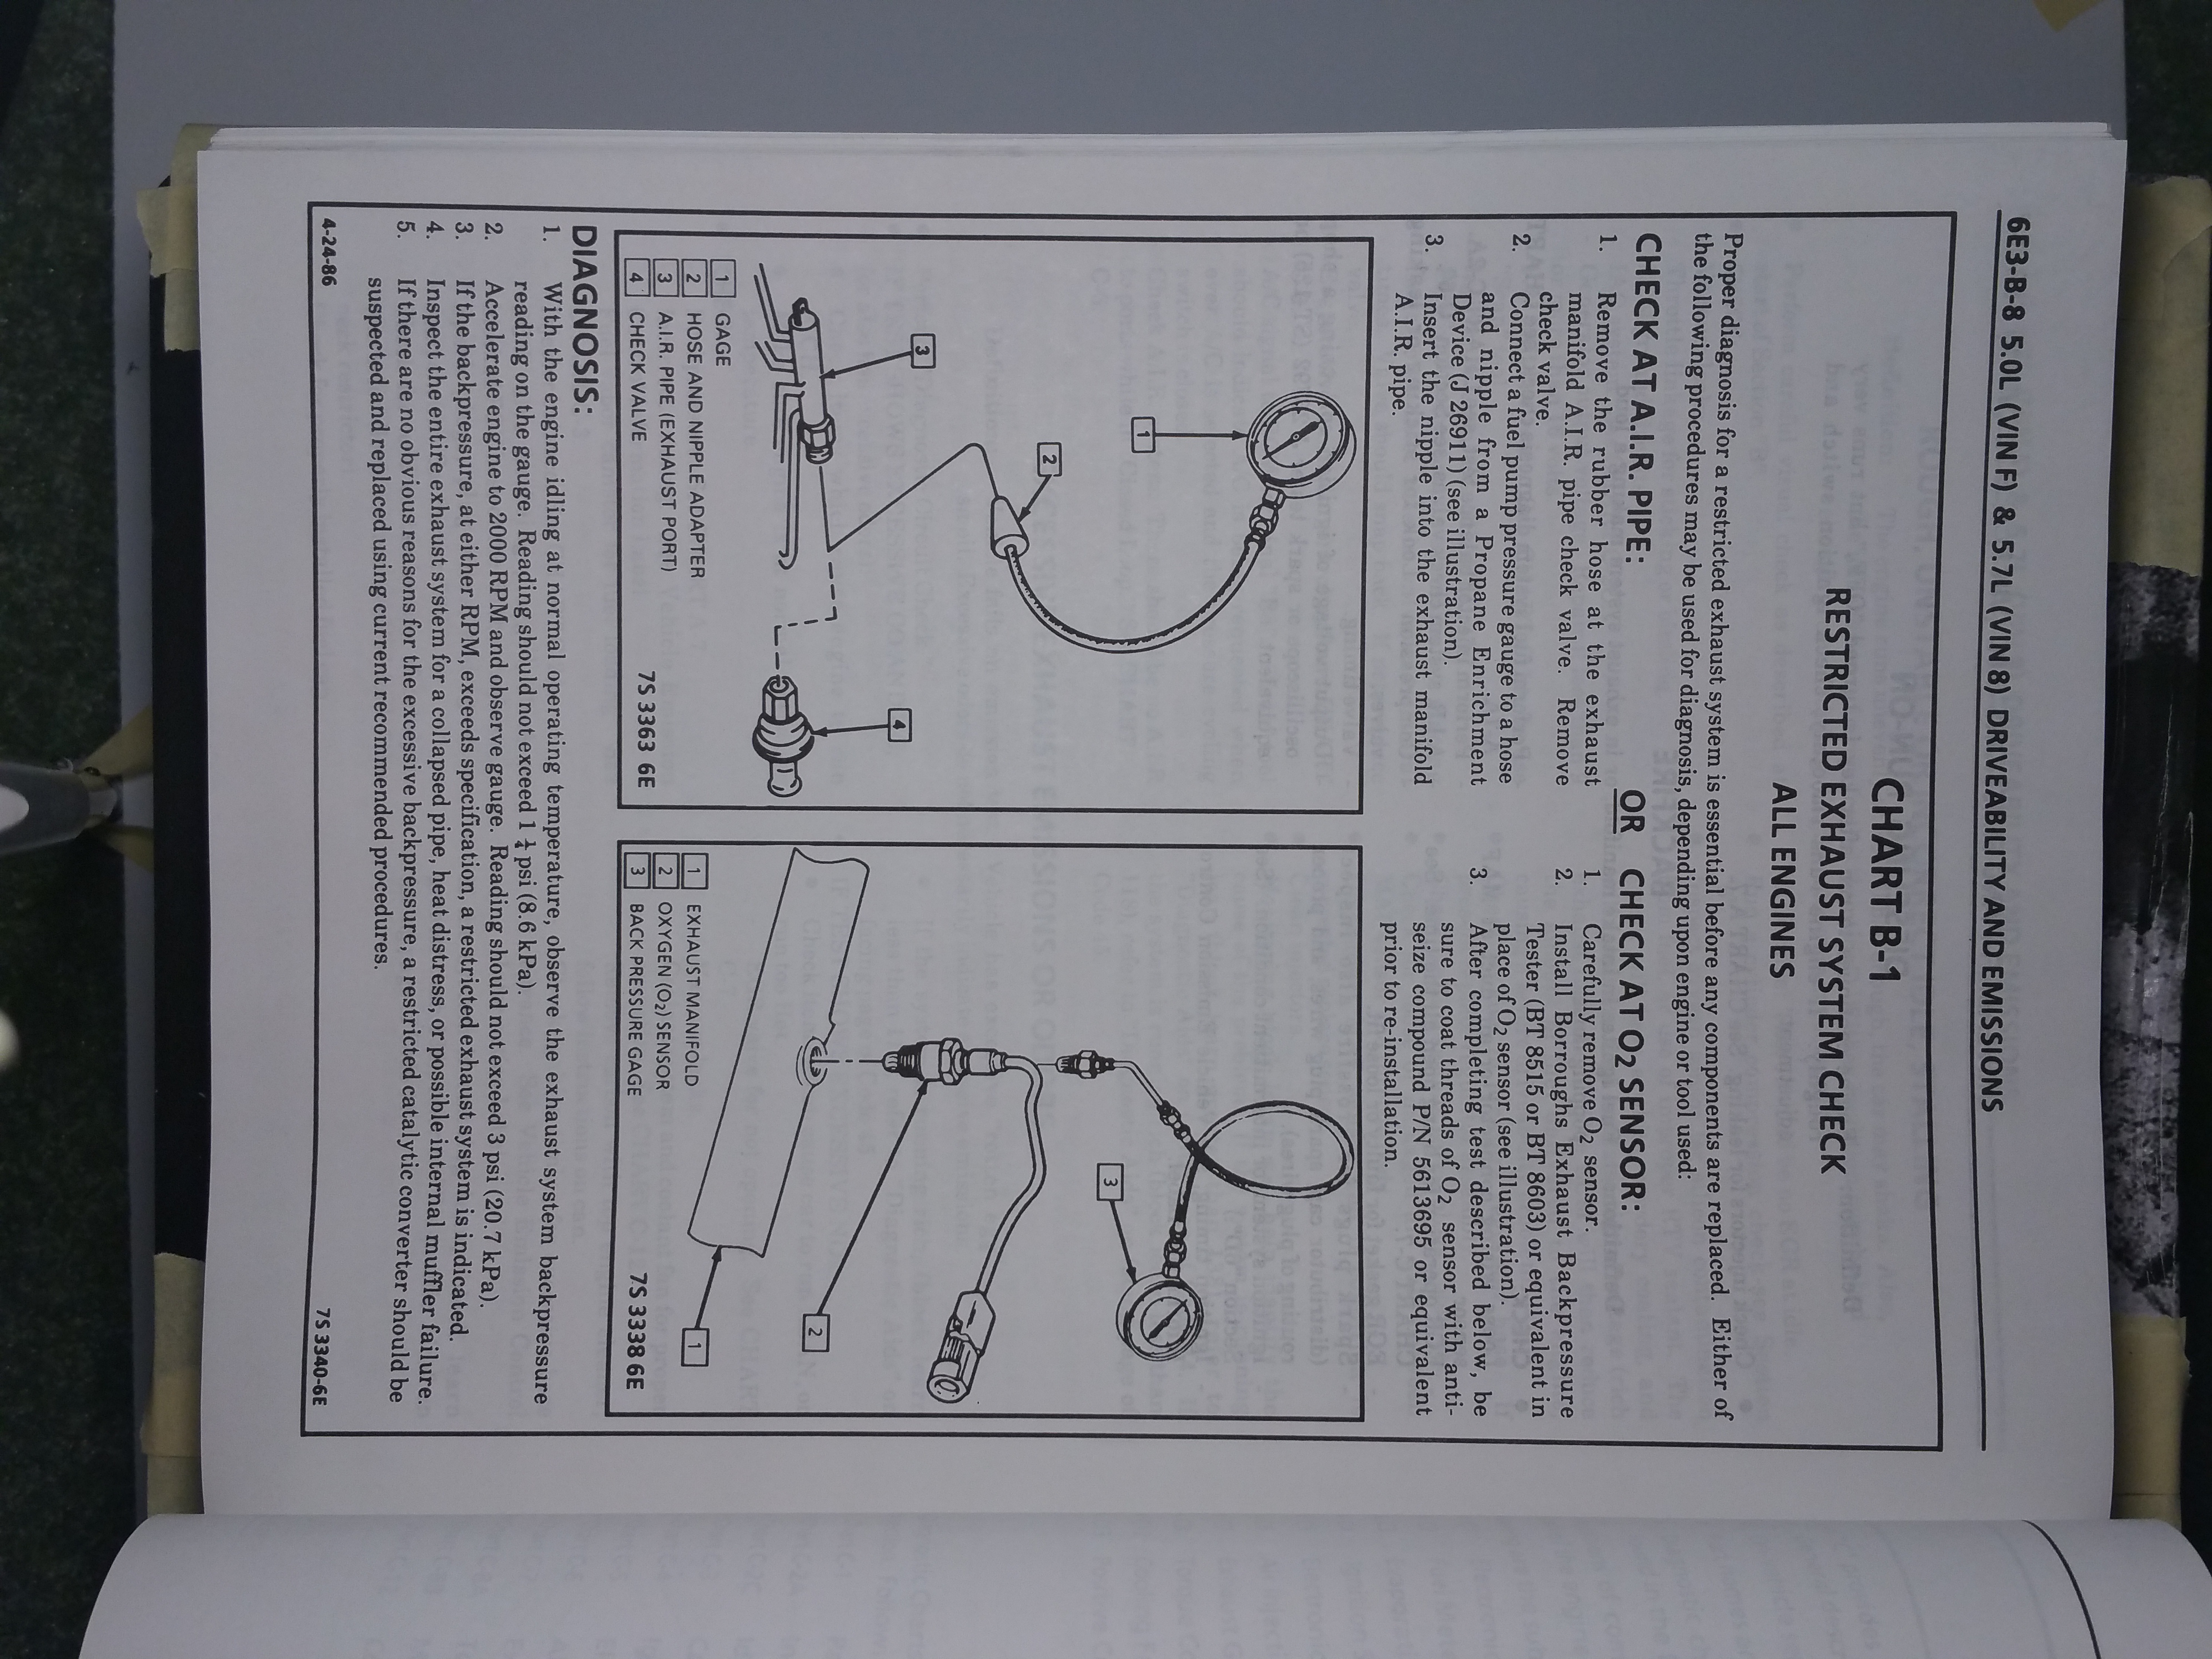 6E3-B-8 5.0L (VIN F) & 5.7L (VIN 8) DRIVEABILITY AND EMISSIONS
CHART B-1
RESTRICTED EXHAUST SYSTEM CHECK
ALL ENGINES
Proper diagnosis for a restricted exhaust system is essential before any components are replaced. Either of
the following procedures may be used for diagnosis, depending upon engine or tool used:
CHECK AT A.I.R. PIPE:
1. Remove the rubber hose at the exhaust
manifold A.I.R. pipe check valve. Remove
check valve.
2. Connect a fuel pump pressure gauge to a hose
and nipple from a Propane Enrichment
Device (J 26911) (see illustration).
3. Insert the nipple into the exhaust manifold
A.I.R. pipe.
OR
CHECK AT O2 SENSOR:
1. Carefully remove O2 sensor.
2. Install Borroughs Exhaust Backpressure
Tester (BT 8515 or BT 8603) or equivalent in
place of O2 sensor (see illustration).
3. After completing test described below, be
sure to coat threads of O2 sensor with anti-
seize compound P/N 5613695 or equivalent
prior to re-installation.
1
2
3
4
1 GAGE
2 HOSE AND NIPPLE ADAPTER
3 A.I.R. PIPE (EXHAUST PORT)
4 CHECK VALVE
7S 3363 6E
3
2
1
1 EXHAUST MANIFOLD
2 OXYGEN (O2) SENSOR
3 BACK PRESSURE GAGE
7S 3338 6E
DIAGNOSIS:
1. With the engine idling at normal operating temperature, observe the exhaust system backpressure
reading on the gauge. Reading should not exceed 1 ¼ psi (8.6 kPa).
2. Accelerate engine to 2000 RPM and observe gauge. Reading should not exceed 3 psi (20.7 kPa).
3. If the backpressure, at either RPM, exceeds specification, a restricted exhaust system is indicated.
4. Inspect the entire exhaust system for a collapsed pipe, heat distress, or possible internal muffler failure.
5. If there are no obvious reasons for the excessive backpressure, a restricted catalytic converter should be
suspected and replaced using current recommended procedures.
4-24-86
7S 3340-6E